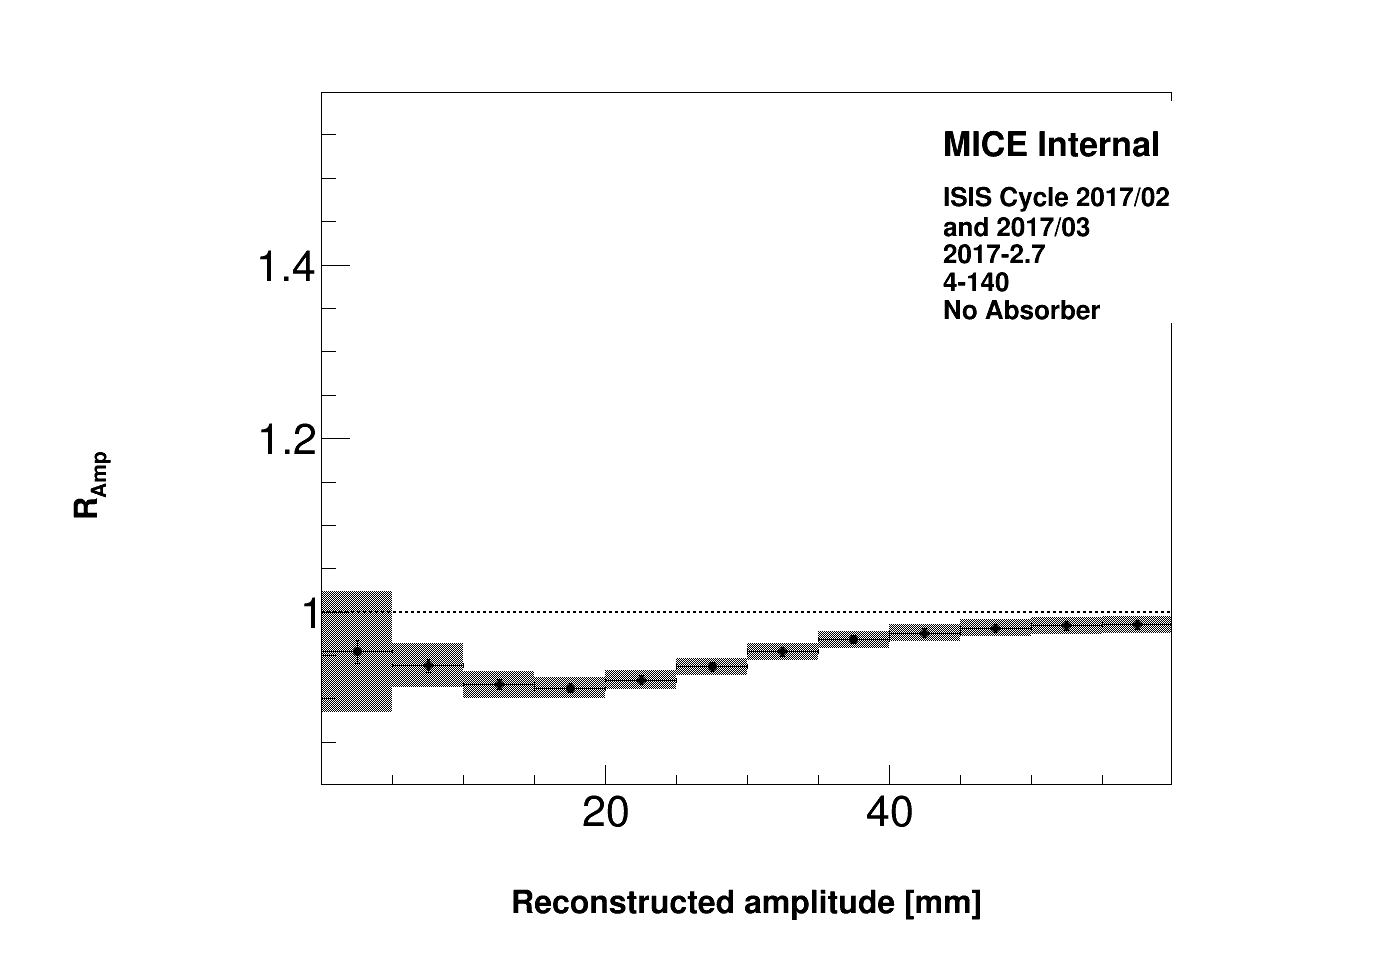 MICE Internal
ISIS Cycle 2017/02
and 2017/03
2017-2.7
4-140
No Absorber
1.4
1.2
1
R_Amp
20 40
Reconstructed amplitude [mm]